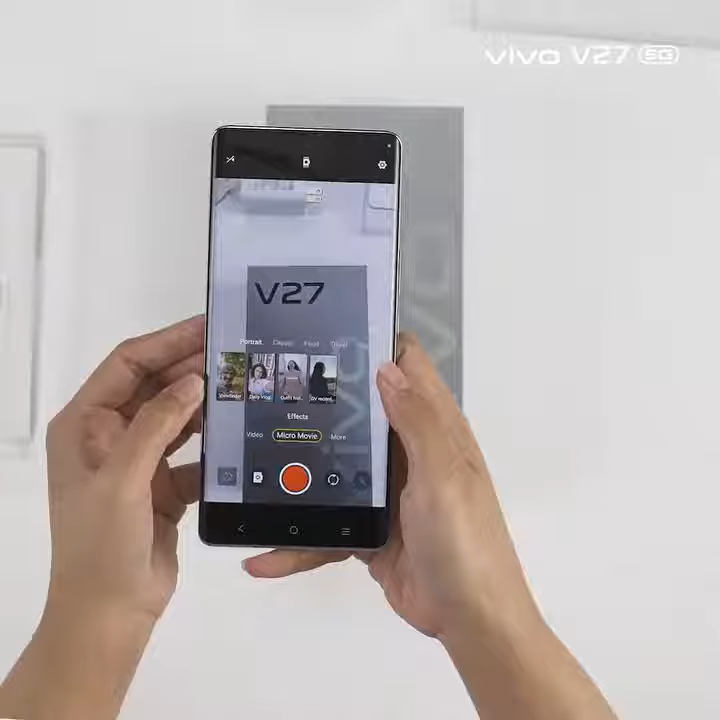 vivo V27 5G
V27
Portrait Classic Food Travel
Effects
Video Micro Movie More